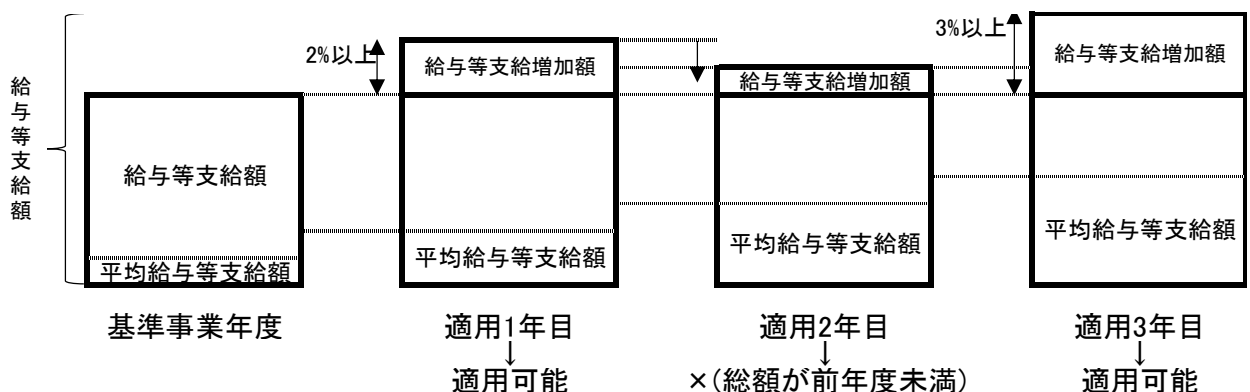 給与等支給額
2%以上
3%以上
給与等支給増加額
給与等支給増加額
給与等支給増加額
給与等支給額
平均給与等支給額
平均給与等支給額
平均給与等支給額
平均給与等支給額
基準事業年度
適用1年目
適用2年目
適用3年目
↓
↓
↓
適用可能
×(総額が前年度未満)
適用可能